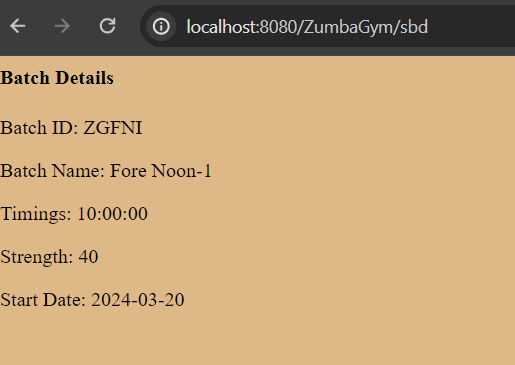 localhost:8080/ZumbaGym/sbd
Batch Details
Batch ID: ZGFNI
Batch Name: Fore Noon-1
Timings: 10:00:00
Strength: 40
Start Date: 2024-03-20